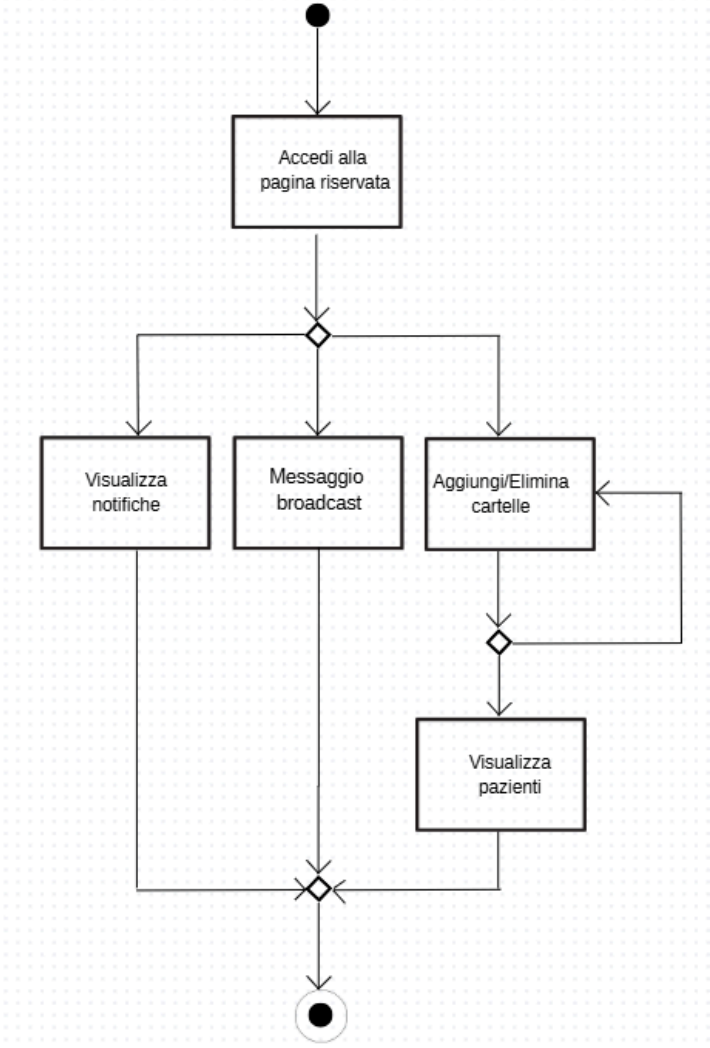 Accedi alla
pagina riservata
Visualizza
notifiche
Messaggio
broadcast
Aggiungi/Elimina
cartelle
Visualizza
pazienti